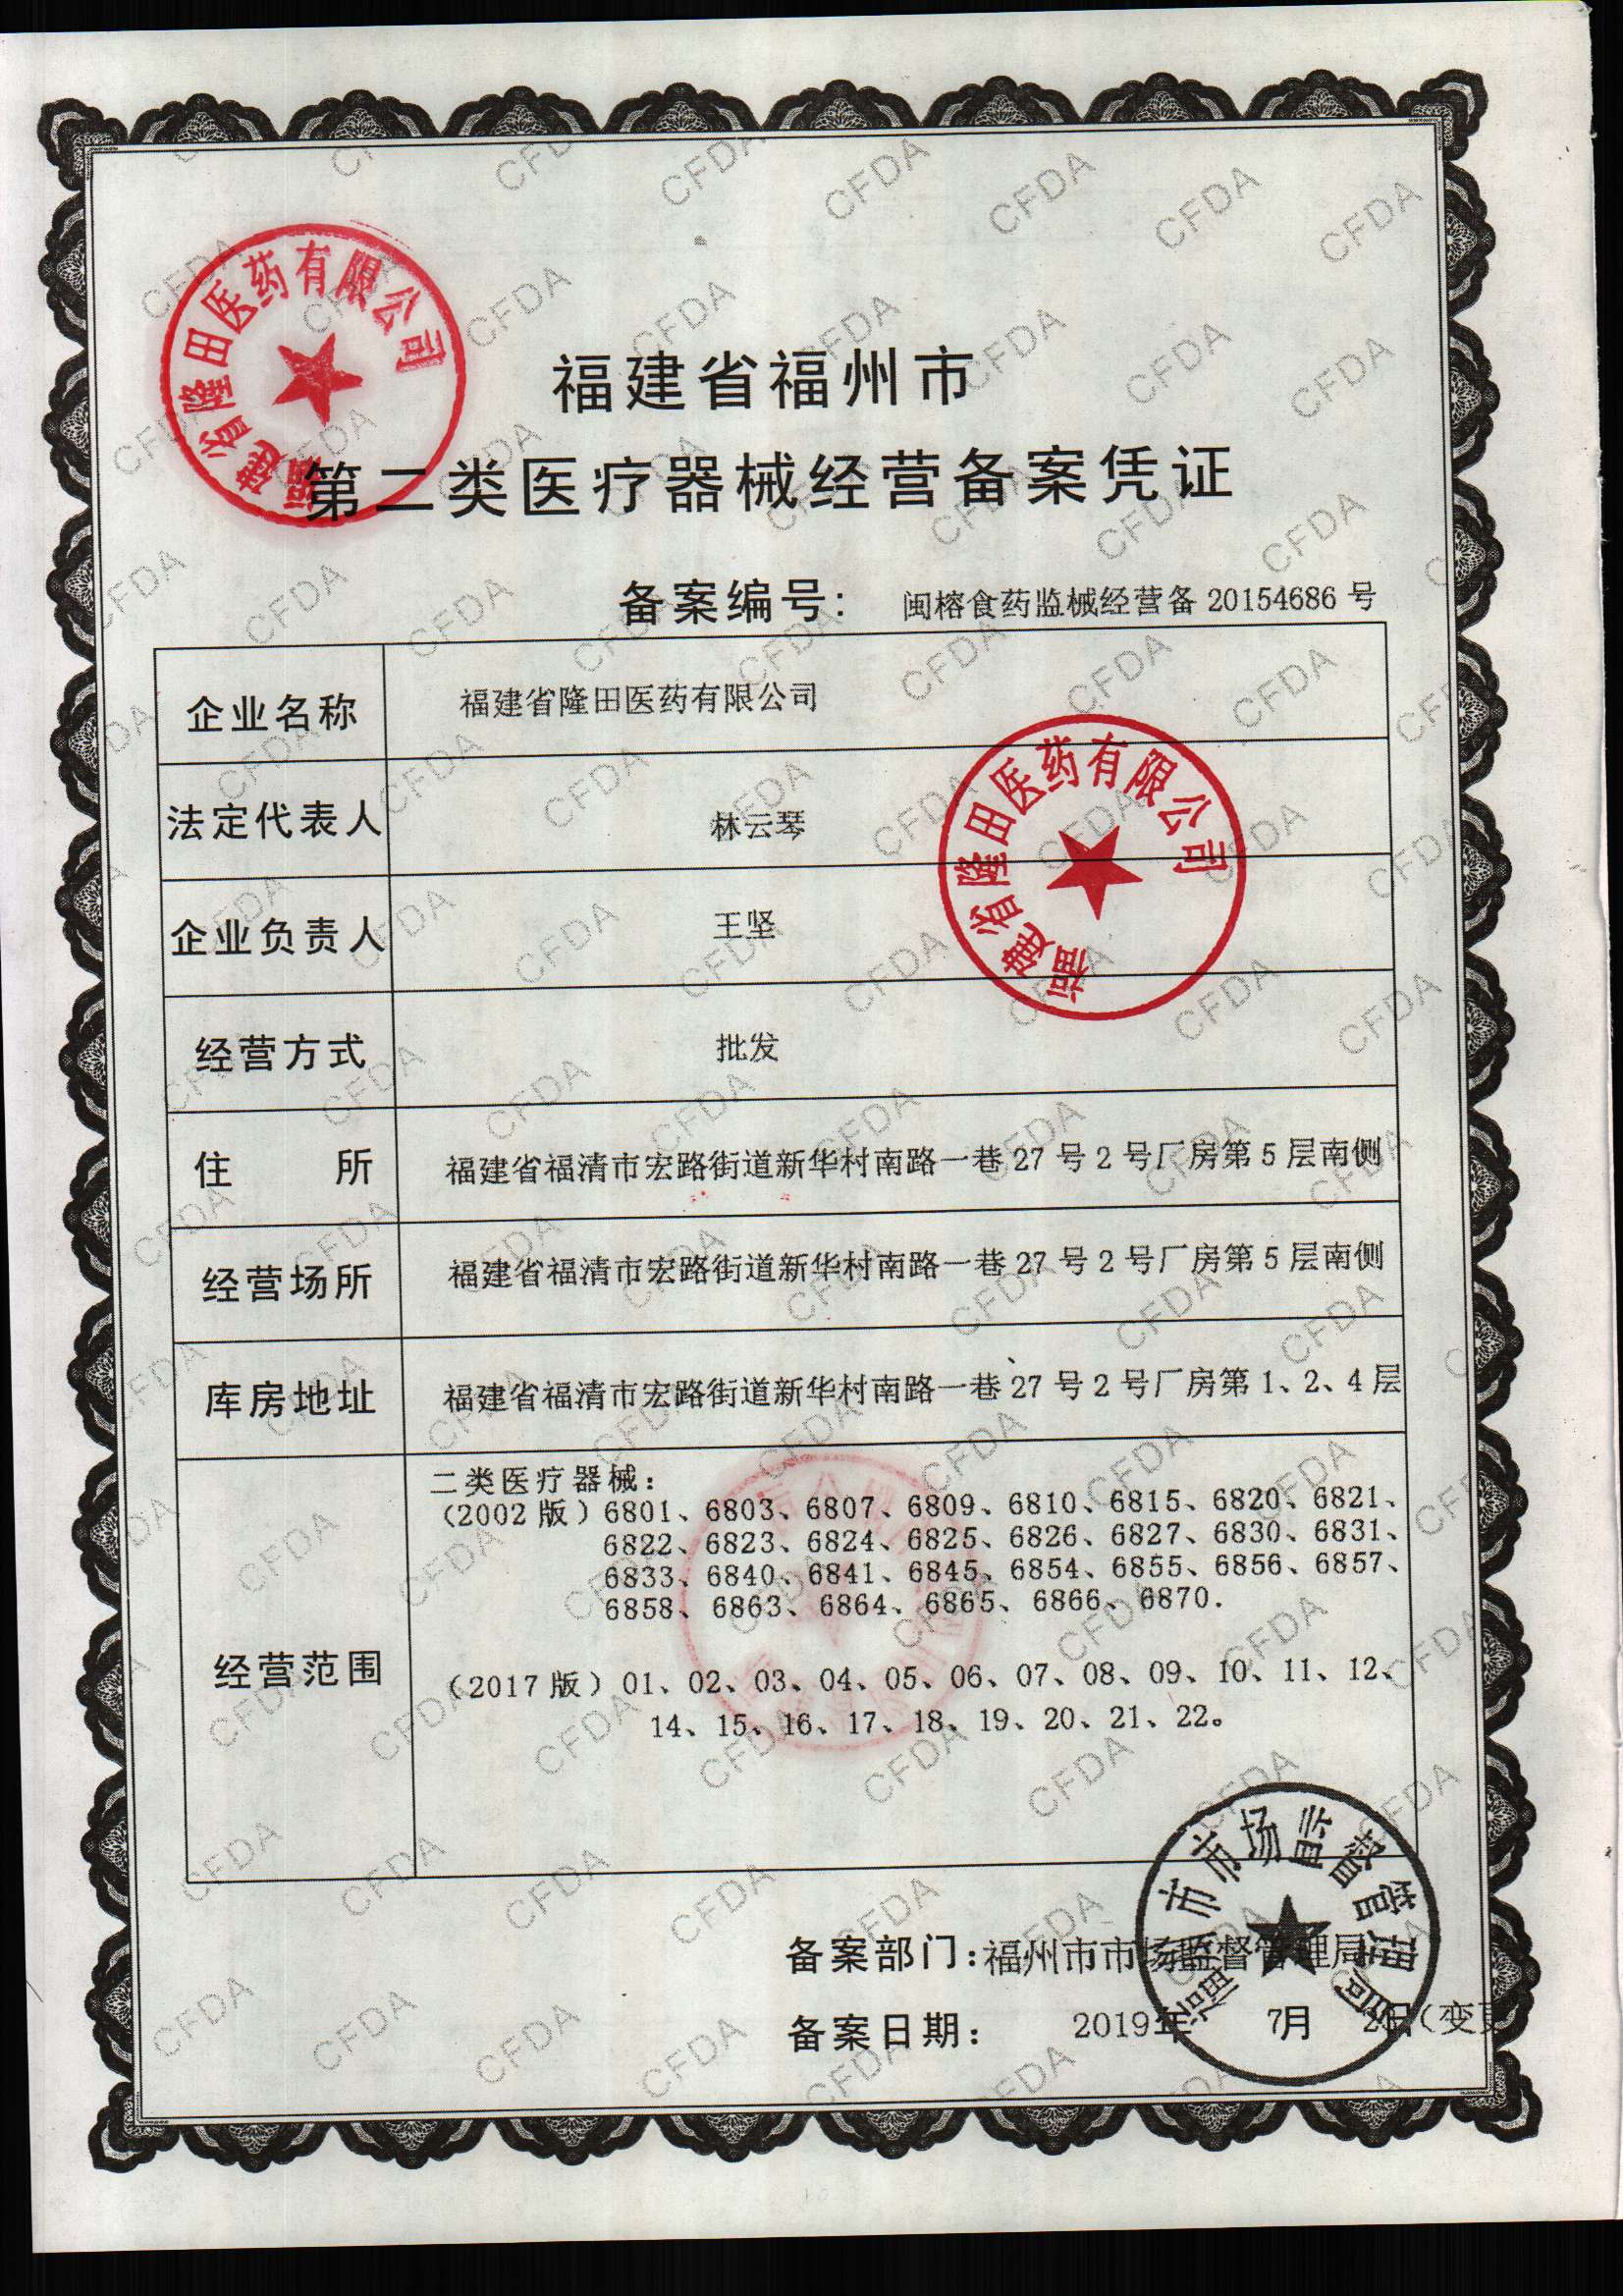 福建省福州市
第二类医疗器械经营备案凭证
备案编号: 闽榕食药监械经营备 20154686 号
企业名称 福建省隆田医药有限公司
法定代表人 林云琴
企业负责人 王坚
经营方式 批发
住 所 福建省福清市宏路街道新华村南路一巷 27 号 2 号厂房第 5 层南侧
经营场所 福建省福清市宏路街道新华村南路一巷 27 号 2 号厂房第 5 层南侧
库房地址 福建省福清市宏路街道新华村南路一巷 27 号 2 号厂房第 1、2、4 层
经营范围
二类医疗器械:
(2002 版) 6801、6803、6807、6809、6810、6815、6820、6821、
6822、6823、6824、6825、6826、6827、6830、6831、
6833、6840、6841、6845、6854、6855、6856、6857、
6858、6863、6864、6865、6866、6870.
(2017 版) 01、02、03、04、05、06、07、08、09、10、11、12、
14、15、16、17、18、19、20、21、22。
备案部门:福州市市场监督管理局
备案日期: 2019年 7月 日(变更
福建省隆田医药有限公司
福建省隆田医药有限公司
福州市市场监督管理局
CFDA